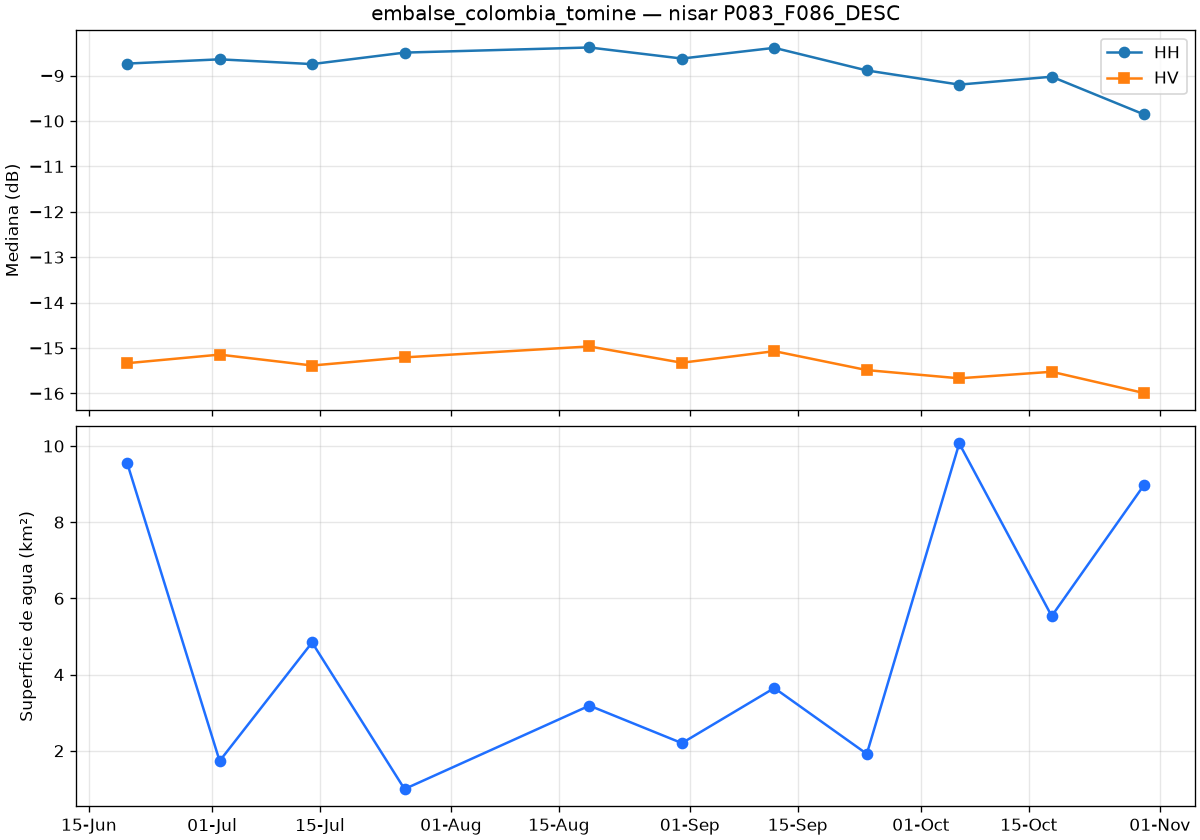 embalse_colombia_tomine — nisar P083_F086_DESC
HH
HV
Mediana (dB)
−9
−10
−11
−12
−13
−14
−15
−16
Superficie de agua (km²)
10
8
6
4
2
15-Jun
01-Jul
15-Jul
01-Aug
15-Aug
01-Sep
15-Sep
01-Oct
15-Oct
01-Nov